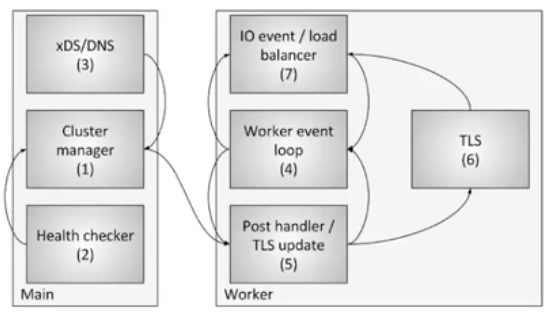 xDS/DNS
(3)
Cluster
manager
(1)
Health checker
(2)
Main
IO event / load
balancer
(7)
Worker event
loop
(4)
Post handler /
TLS update
(5)
TLS
(6)
Worker